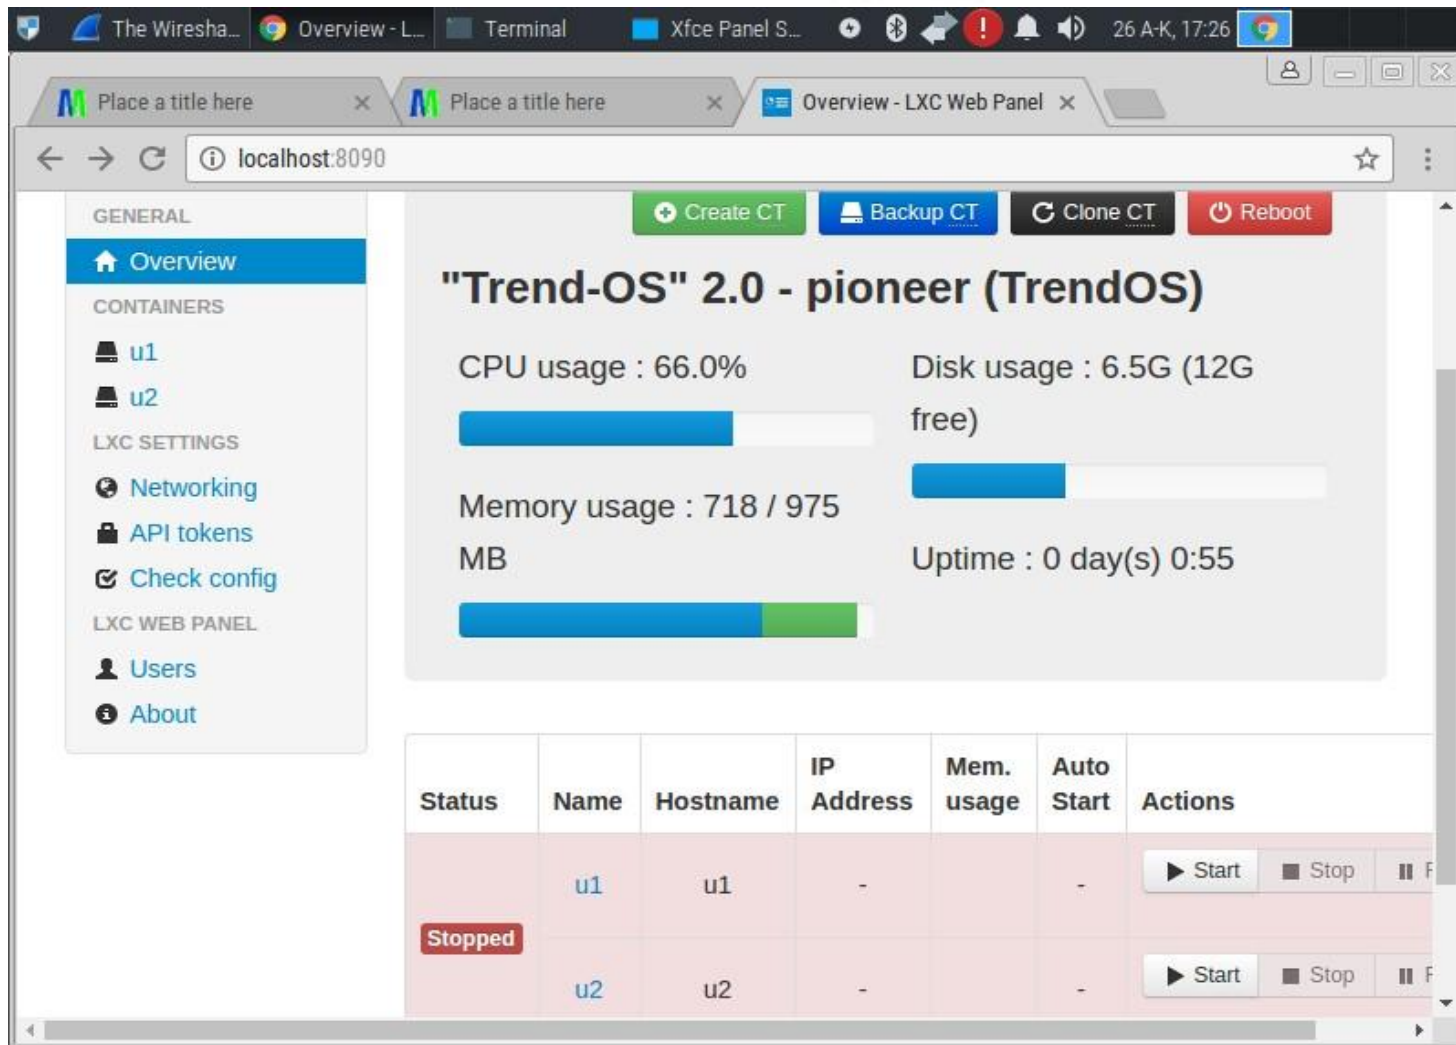 The Wiresha...
Overview - L...
Terminal
Xfce Panel S...
26 A-K, 17:26
Place a title here
Place a title here
Overview - LXC Web Panel
localhost:8090
GENERAL
Overview
CONTAINERS
u1
u2
LXC SETTINGS
Networking
API tokens
Check config
LXC WEB PANEL
Users
About
Create CT
Backup CT
Clone CT
Reboot
"Trend-OS" 2.0 - pioneer (TrendOS)
CPU usage : 66.0%
Memory usage : 718 / 975
MB
Disk usage : 6.5G (12G
free)
Uptime : 0 day(s) 0:55
Status Name Hostname IP Address Mem. usage Auto Start Actions
Stopped
u1 u1 - - Start Stop
u2 u2 - - Start Stop